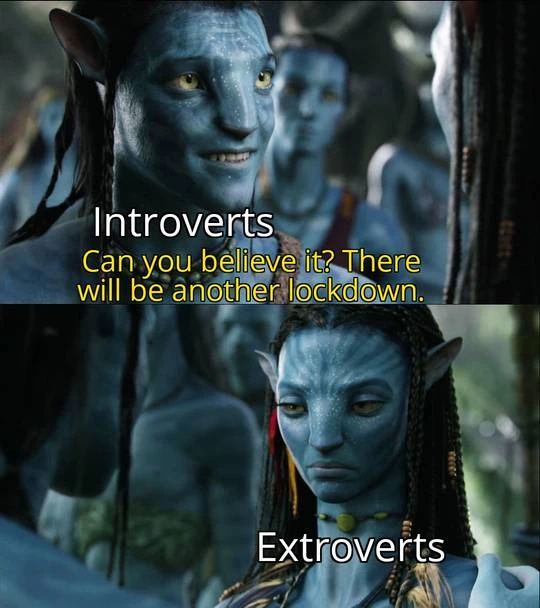 Introverts
Can you believe it? There
will be another lockdown.
Extroverts